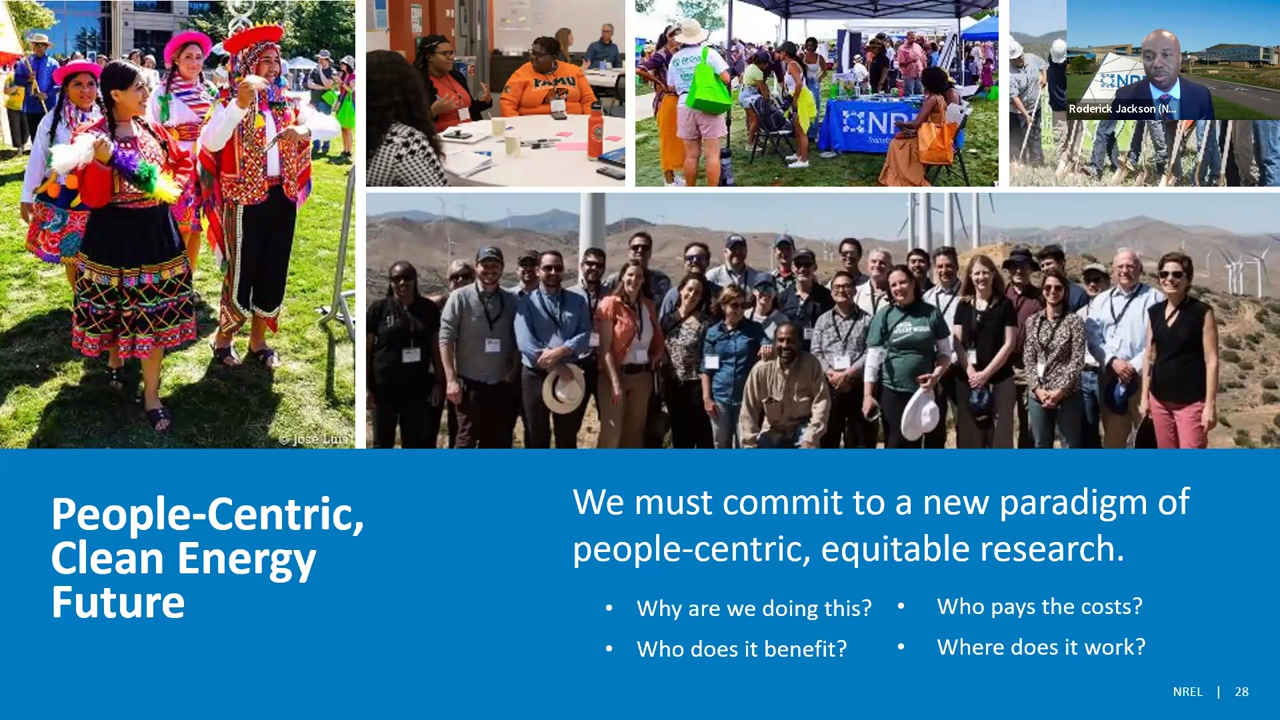 FAMU
NREL
Roderick Jackson (N...
© José Luis
People-Centric,
Clean Energy
Future
We must commit to a new paradigm of
people-centric, equitable research.
• Why are we doing this?
• Who does it benefit?
• Who pays the costs?
• Where does it work?
NREL | 28